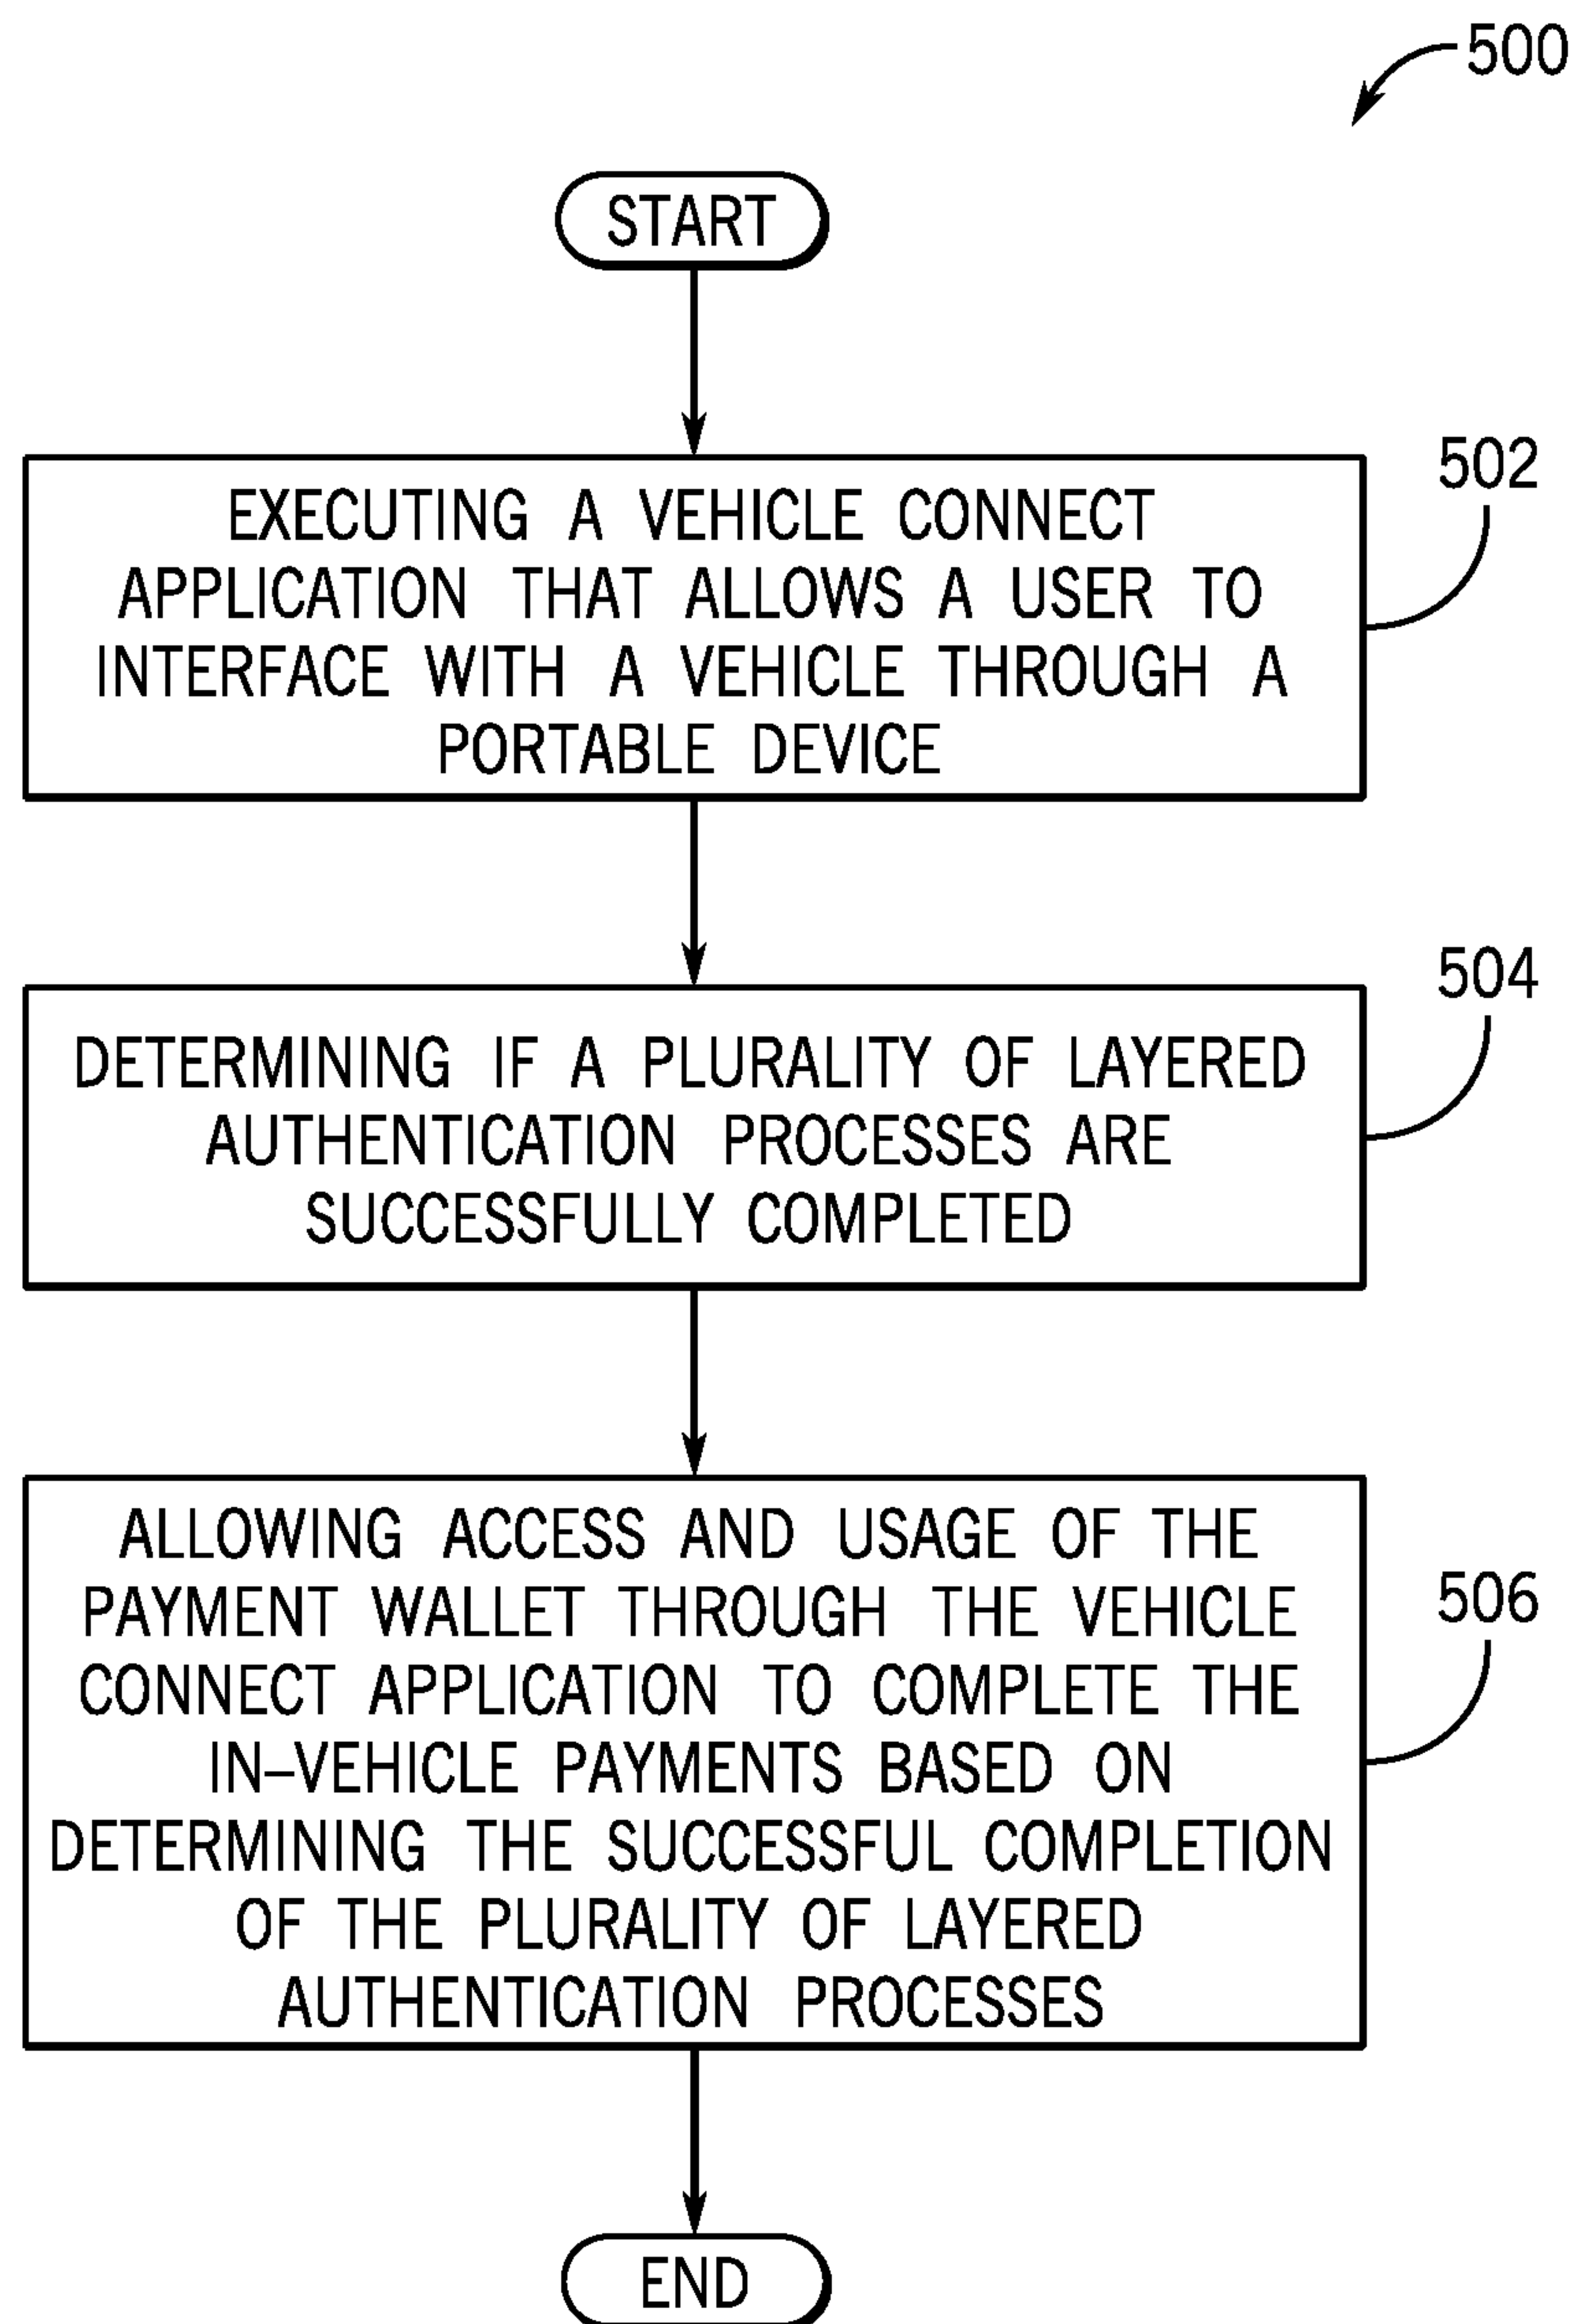 500
START
502
EXECUTING A VEHICLE CONNECT
APPLICATION THAT ALLOWS A USER TO
INTERFACE WITH A VEHICLE THROUGH A
PORTABLE DEVICE
504
DETERMINING IF A PLURALITY OF LAYERED
AUTHENTICATION PROCESSES ARE
SUCCESSFULLY COMPLETED
506
ALLOWING ACCESS AND USAGE OF THE
PAYMENT WALLET THROUGH THE VEHICLE
CONNECT APPLICATION TO COMPLETE THE
IN–VEHICLE PAYMENTS BASED ON
DETERMINING THE SUCCESSFUL COMPLETION
OF THE PLURALITY OF LAYERED
AUTHENTICATION PROCESSES
END